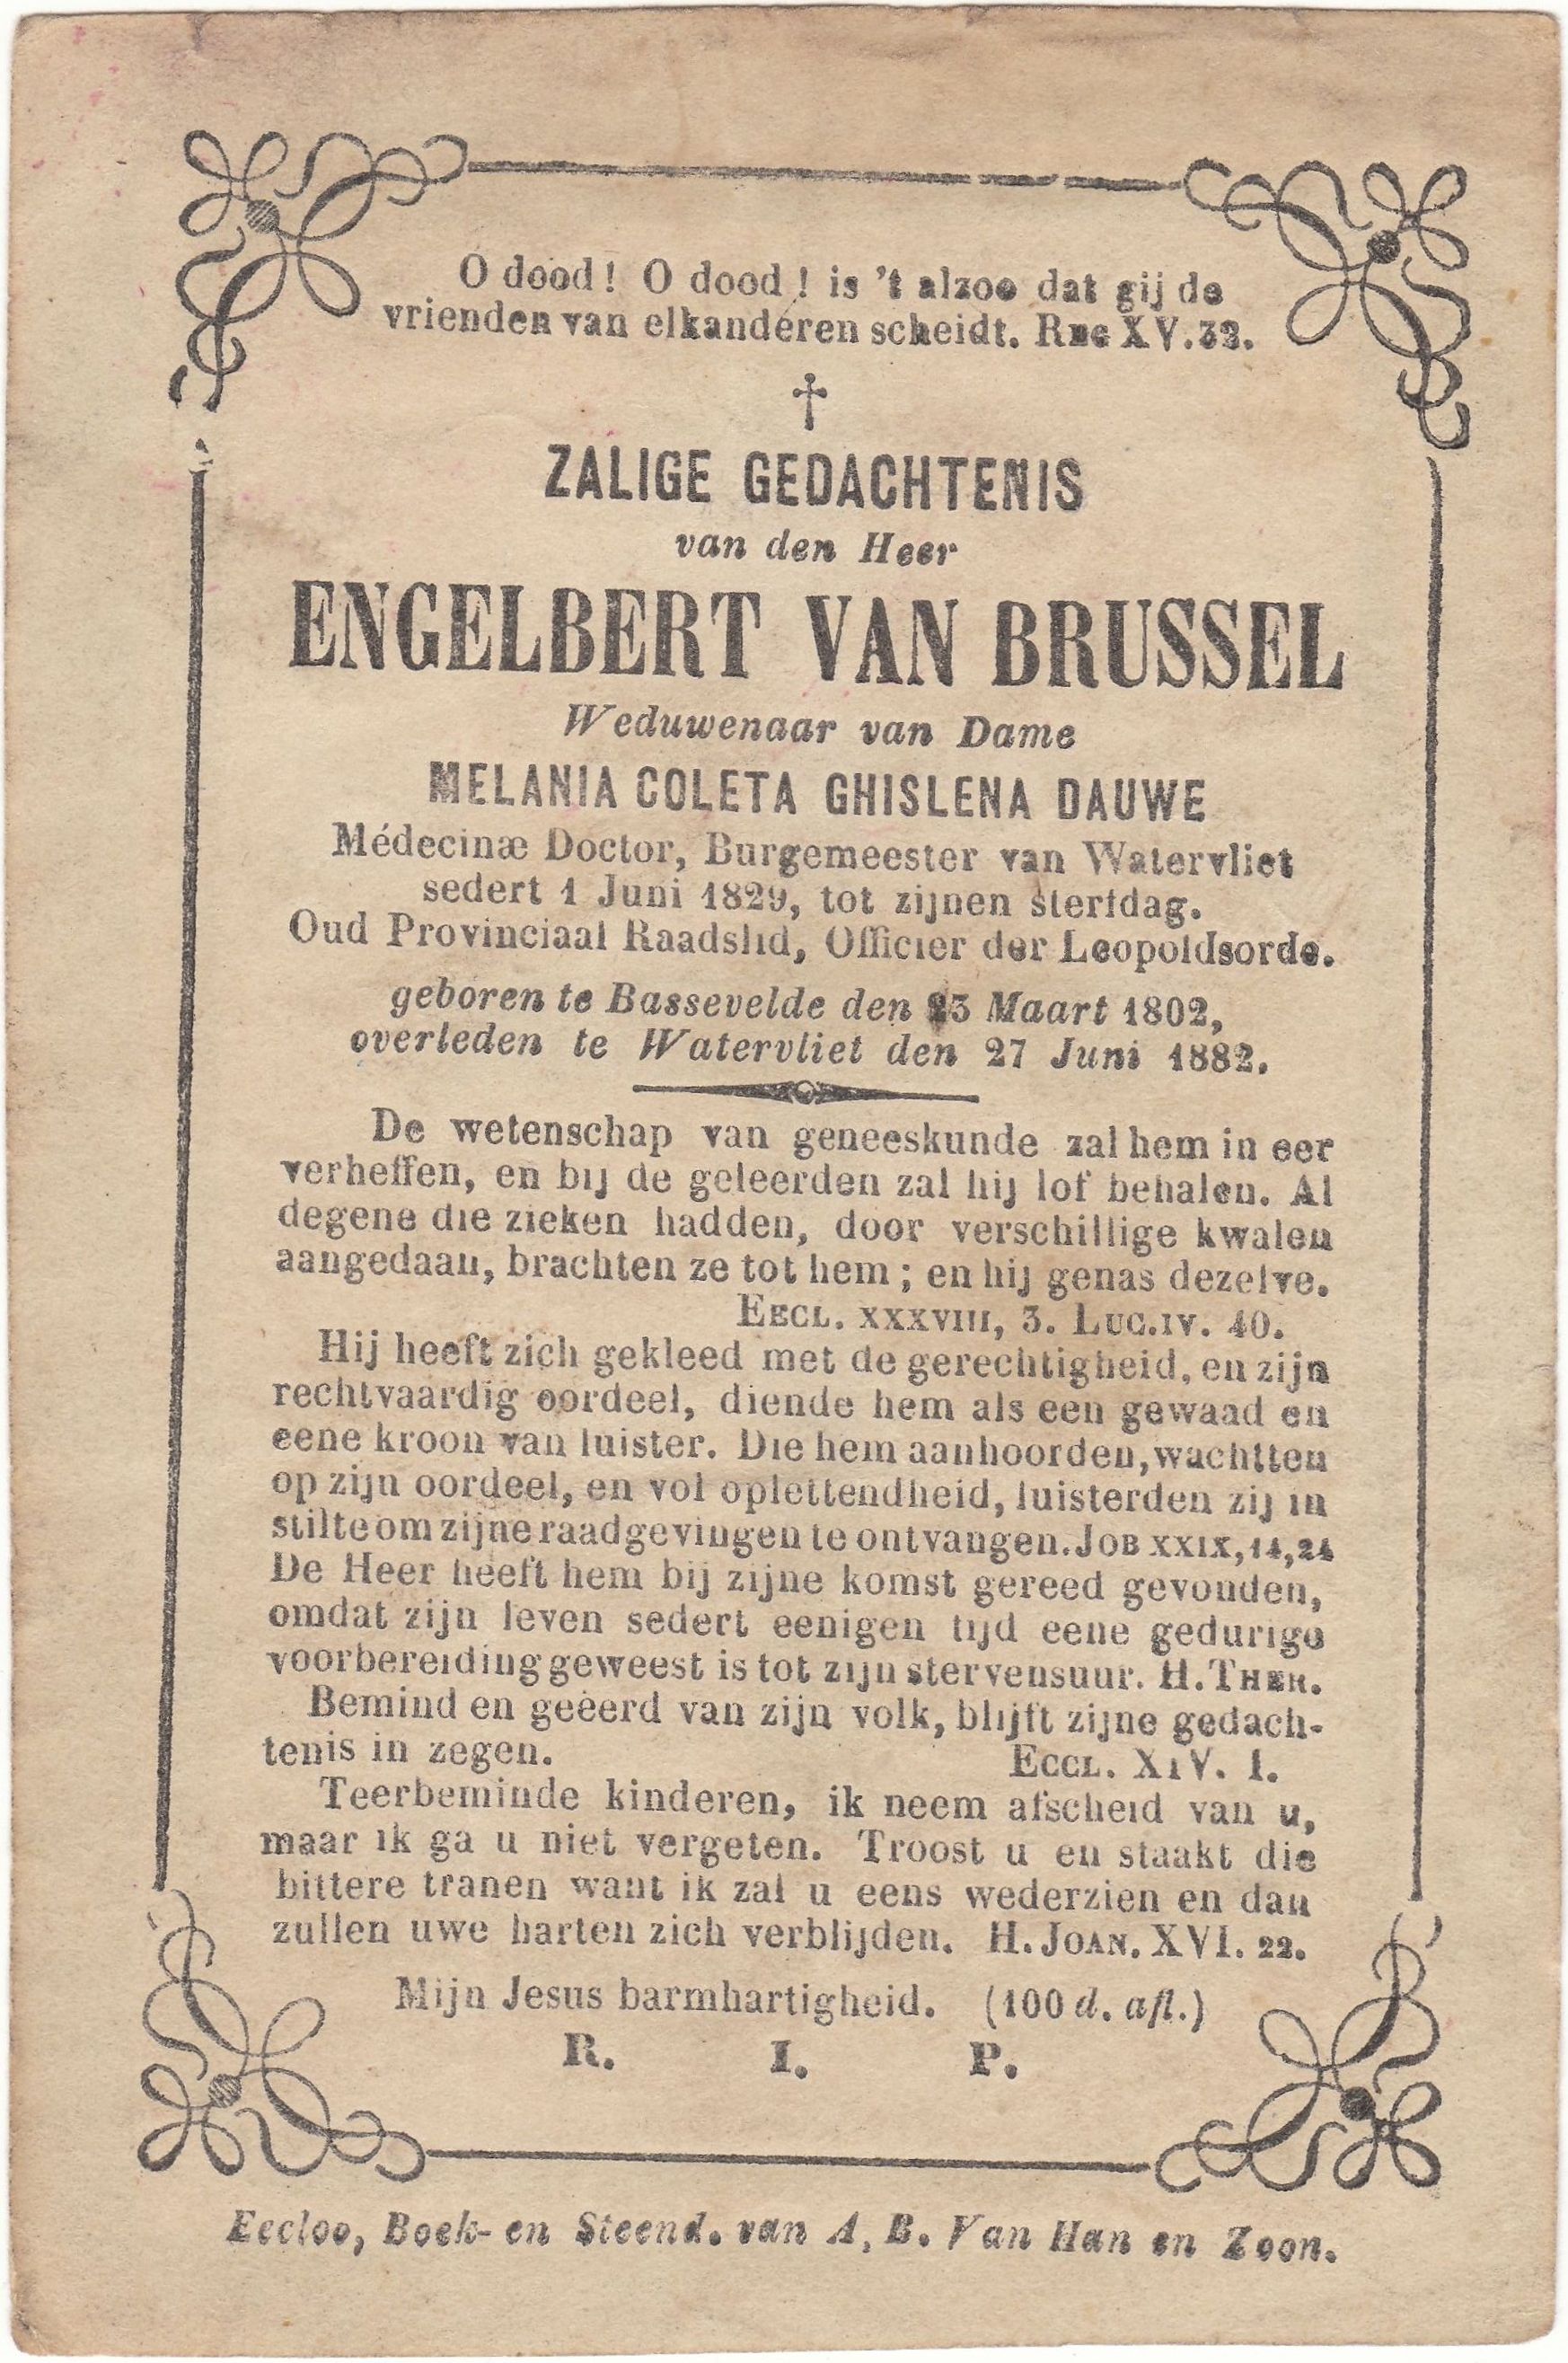 O dood! O dood! is 't alzoo dat gij de
vrienden van elkanderen scheidt. Reg XV. 32.
ZALIGE GEDACHTENIS
van den Heer
ENGELBERT VAN BRUSSEL
Weduwenaar van Dame
MELANIA COLETA GHISLENA DAUWE
Médecinæ Doctor, Burgemeester van Watervliet
sedert 1 Juni 1829, tot zijnen sterfdag.
Oud Provinciaal Raadslid, Officier der Leopoldsorde.
geboren te Bassevelde den 23 Maart 1802,
overleden te Watervliet den 27 Juni 1882.
De wetenschap van geneeskunde zal hem in eer
verheffen, en bij de geleerden zal hij lof behalen. Al
degene die zieken hadden, door verschillige kwalen
aangedaan, brachten ze tot hem; en hij genas dezelve.
EECL. XXXVIII, 3. LUC. IV. 40.
Hij heeft zich gekleed met de gerechtigheid, en zijn
rechtvaardig oordeel, diende hem als een gewaad en
eene kroon van luister. Die hem aanhoorden, wachtten
op zijn oordeel, en vol oplettendheid, luisterden zij in
stilte om zijne raadgevingen te ontvangen. JOB XXIX, 14, 24
De Heer heeft hem bij zijne komst gereed gevonden,
omdat zijn leven sedert eenigen tijd eene gedurige
voorbereiding geweest is tot zijn stervensuur. H. THER.
Bemind en geëerd van zijn volk, blijft zijne gedach-
tenis in zegen. ECCL. XIV. 1.
Teerbeminde kinderen, ik neem afscheid van u,
maar ik ga u niet vergeten. Troost u en staakt die
bittere tranen want ik zal u eens wederzien en dan
zullen uwe harten zich verblijden. H. JOAN. XVI. 22.
Mijn Jesus barmhartigheid. (100 d. afl.)
R. I. P.
Eecloo, Boek- en Steend. van A, B. Van Han en Zoon.